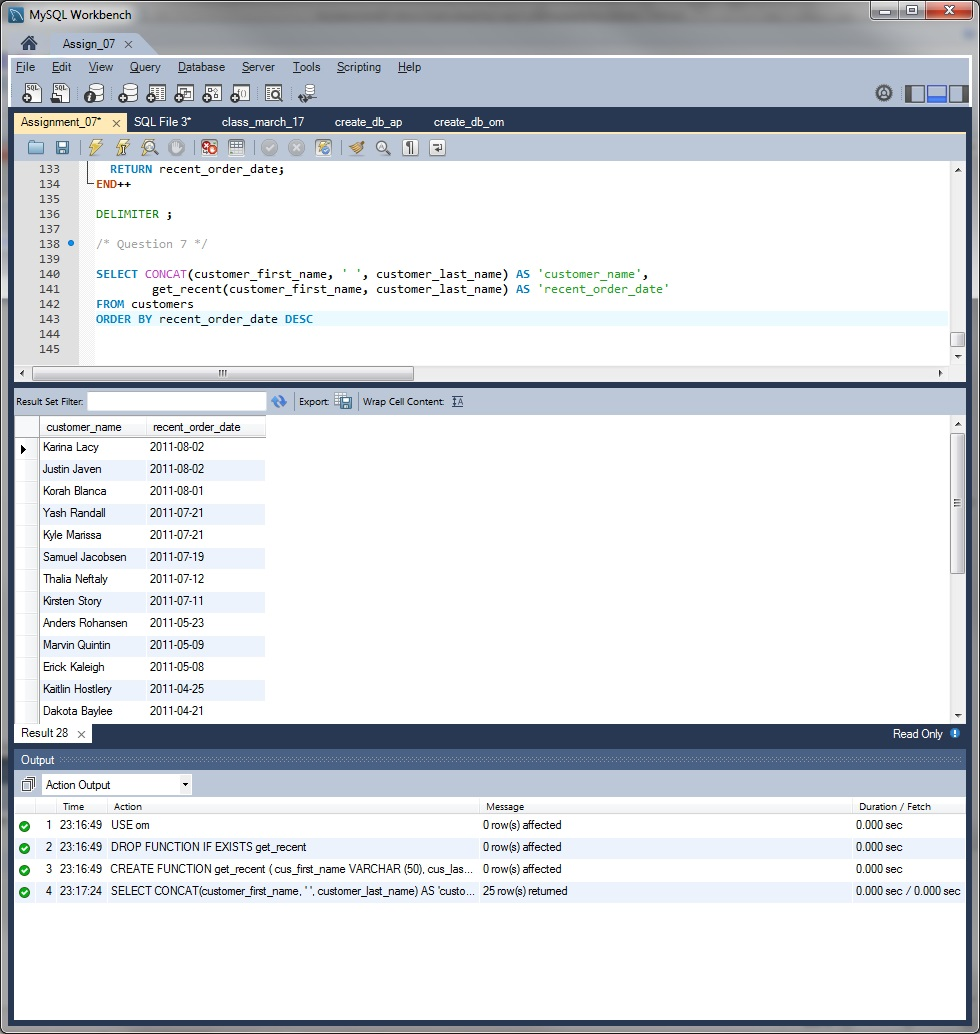 MySQL Workbench
Assign_07
File Edit View Query Database Server Tools Scripting Help
Assignment_07* SQL File 3* class_march_17 create_db_ap create_db_om
133 RETURN recent_order_date;
134 END++
135
136 DELIMITER ;
137
138 /* Question 7 */
139
140 SELECT CONCAT(customer_first_name, ' ', customer_last_name) AS 'customer_name',
141 get_recent(customer_first_name, customer_last_name) AS 'recent_order_date'
142 FROM customers
143 ORDER BY recent_order_date DESC
144
145
Result Set Filter: Export: Wrap Cell Content:
customer_name recent_order_date
Karina Lacy 2011-08-02
Justin Javen 2011-08-02
Korah Blanca 2011-08-01
Yash Randall 2011-07-21
Kyle Marissa 2011-07-21
Samuel Jacobsen 2011-07-19
Thalia Neftaly 2011-07-12
Kirsten Story 2011-07-11
Anders Rohansen 2011-05-23
Marvin Quintin 2011-05-09
Erick Kaleigh 2011-05-08
Kaitlin Hostlery 2011-04-25
Dakota Baylee 2011-04-21
Result 28 Read Only
Output
Action Output
Time Action Message Duration / Fetch
1 23:16:49 USE om 0 row(s) affected 0.000 sec
2 23:16:49 DROP FUNCTION IF EXISTS get_recent 0 row(s) affected 0.000 sec
3 23:16:49 CREATE FUNCTION get_recent ( cus_first_name VARCHAR (50), cus_las... 0 row(s) affected 0.000 sec
4 23:17:24 SELECT CONCAT(customer_first_name, ' ', customer_last_name) AS 'custo... 25 row(s) returned 0.000 sec / 0.000 sec